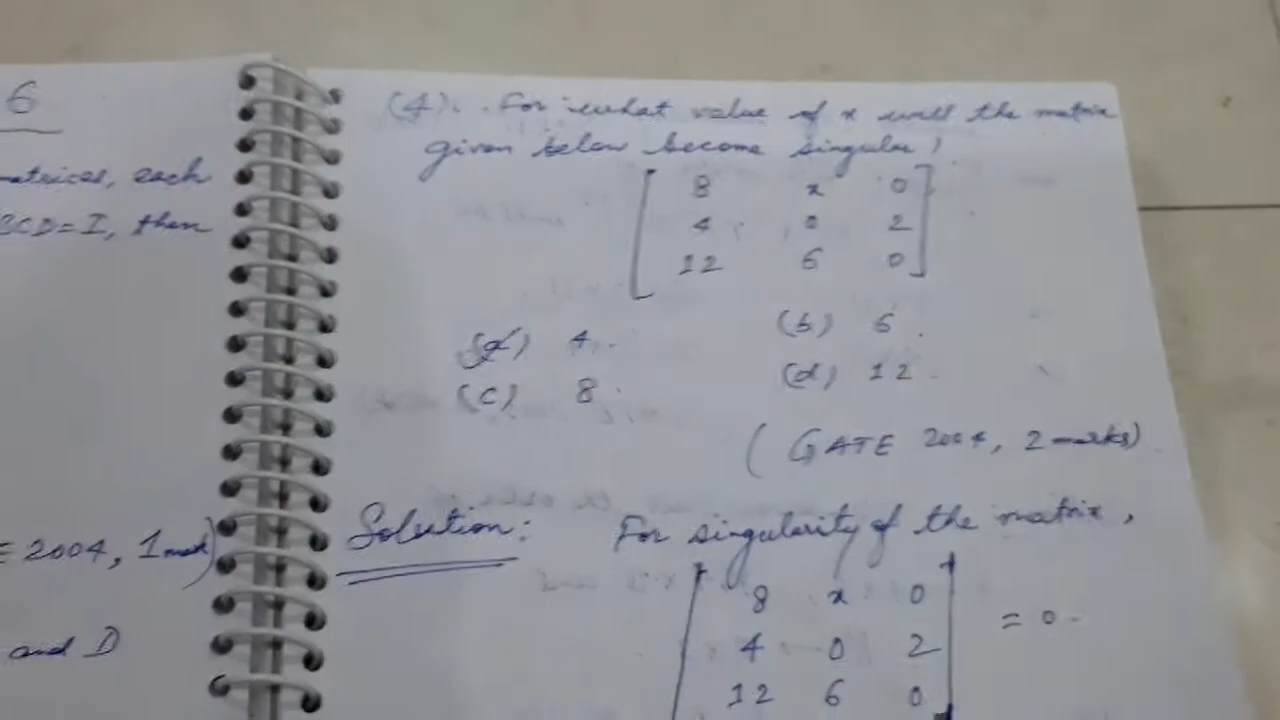 6
matrices, each
BCD=I, then
E 2004, 1 mark)
and D
(4). For what value of x will the matrix
given below become singular?
8 x 0
4 0 2
12 6 0
(a) 4. (b) 6.
(c) 8. (d) 12.
(GATE 2004, 2 marks)
Solution: For singularity of the matrix,
8 x 0
4 0 2 = 0.
12 6 0